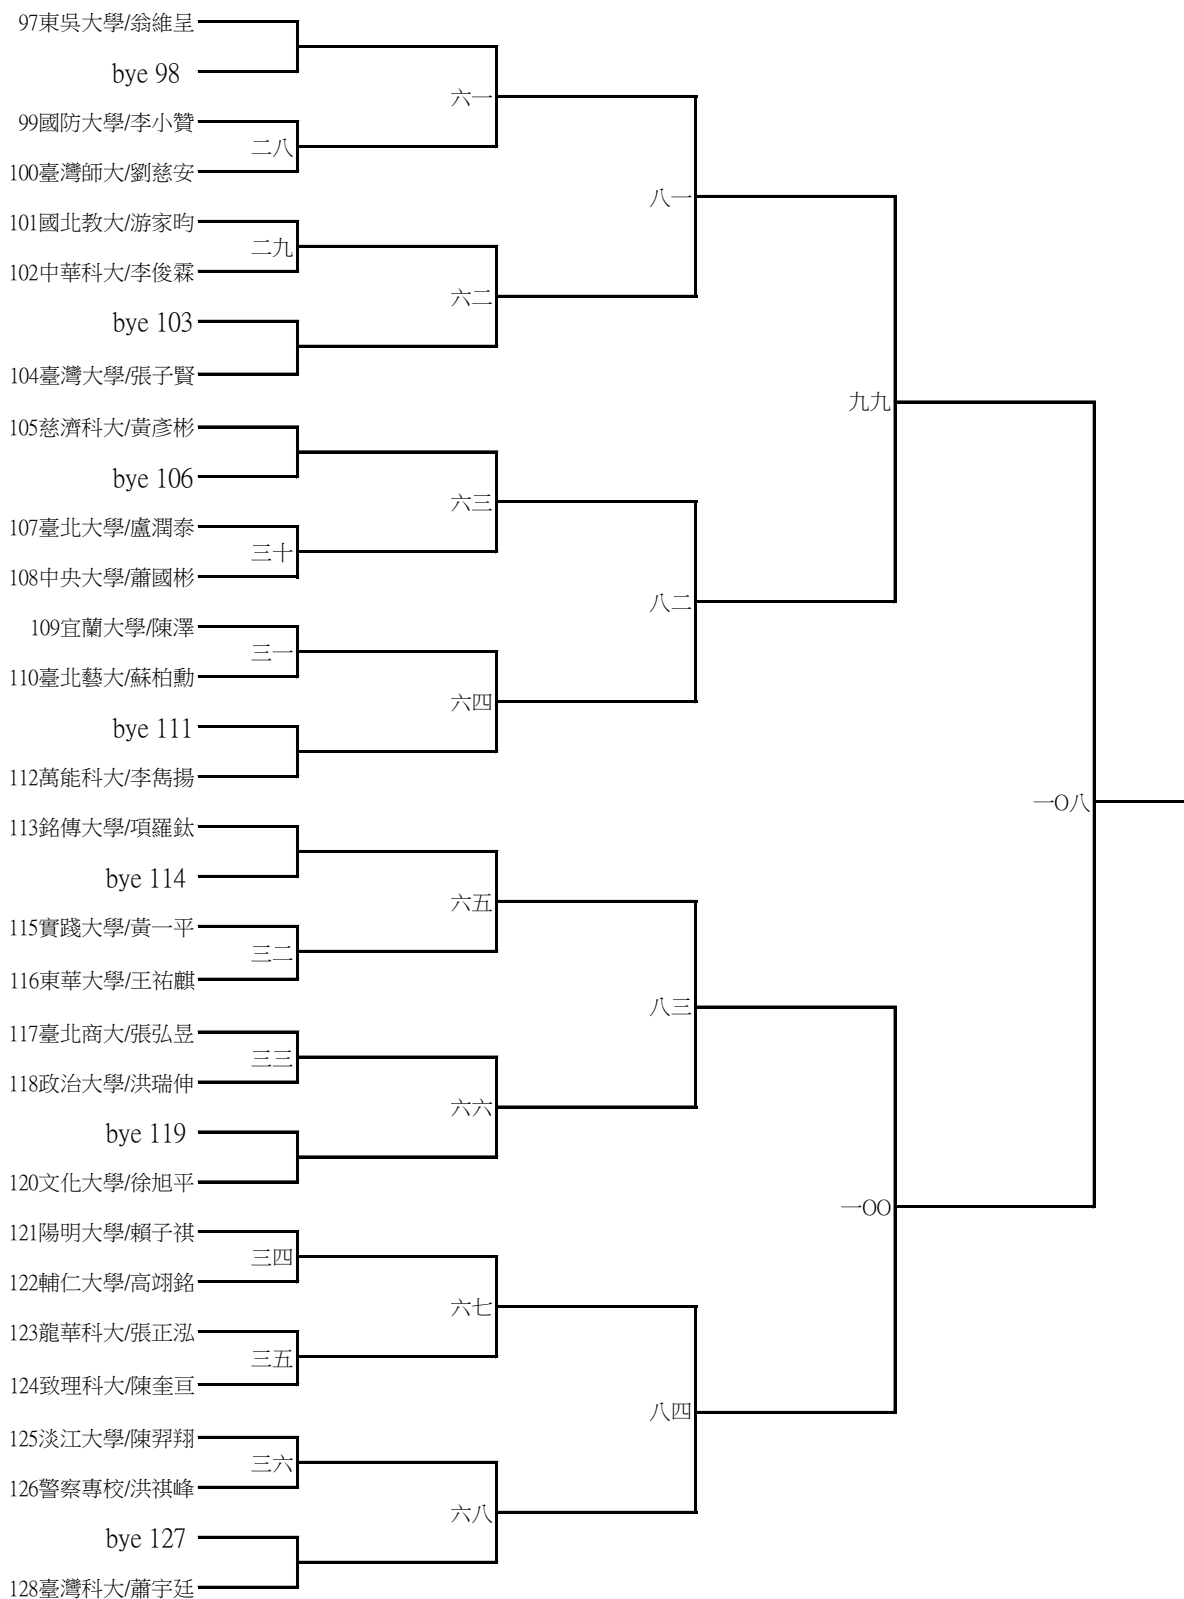 97東吳大學/翁維呈
bye 98
六一
99國防大學/李小贊
二八
100臺灣師大/劉慈安
八一
101國北教大/游家昀
二九
102中華科大/李俊霖
六二
bye 103
104臺灣大學/張子賢
九九
105慈濟科大/黃彥彬
bye 106
六三
107臺北大學/盧潤泰
三十
108中央大學/蕭國彬
八二
109宜蘭大學/陳澤
三一
110臺北藝大/蘇柏勳
六四
bye 111
112萬能科大/李雋揚
一O八
113銘傳大學/項羅鈦
bye 114
六五
115實踐大學/黃一平
三二
116東華大學/王祐麒
八三
117臺北商大/張弘昱
三三
118政治大學/洪瑞伸
六六
bye 119
120文化大學/徐旭平
一OO
121陽明大學/賴子祺
三四
122輔仁大學/高翊銘
六七
123龍華科大/張正泓
三五
124致理科大/陳奎亘
八四
125淡江大學/陳羿翔
三六
126警察專校/洪祺峰
六八
bye 127
128臺灣科大/蕭宇廷